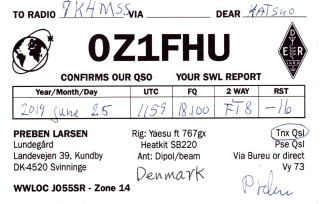 TO RADIO 7K4MSS VIA DEAR KATSUO
OZ1FHU
CONFIRMS OUR QSO YOUR SWL REPORT
Year/Month/Day UTC FQ 2 WAY RST
2019 June 25 1159 18.100 FT8 -16
PREBEN LARSEN Rig: Yaesu ft 767gx Tnx Qsl
Lundegård Heatkit SB220 Pse Qsl
Landevejen 39, Kundby Ant: Dipol/beam Via Bureu or direct
DK-4520 Svinninge Denmark Vy 73
WWLOC JO55SR - Zone 14